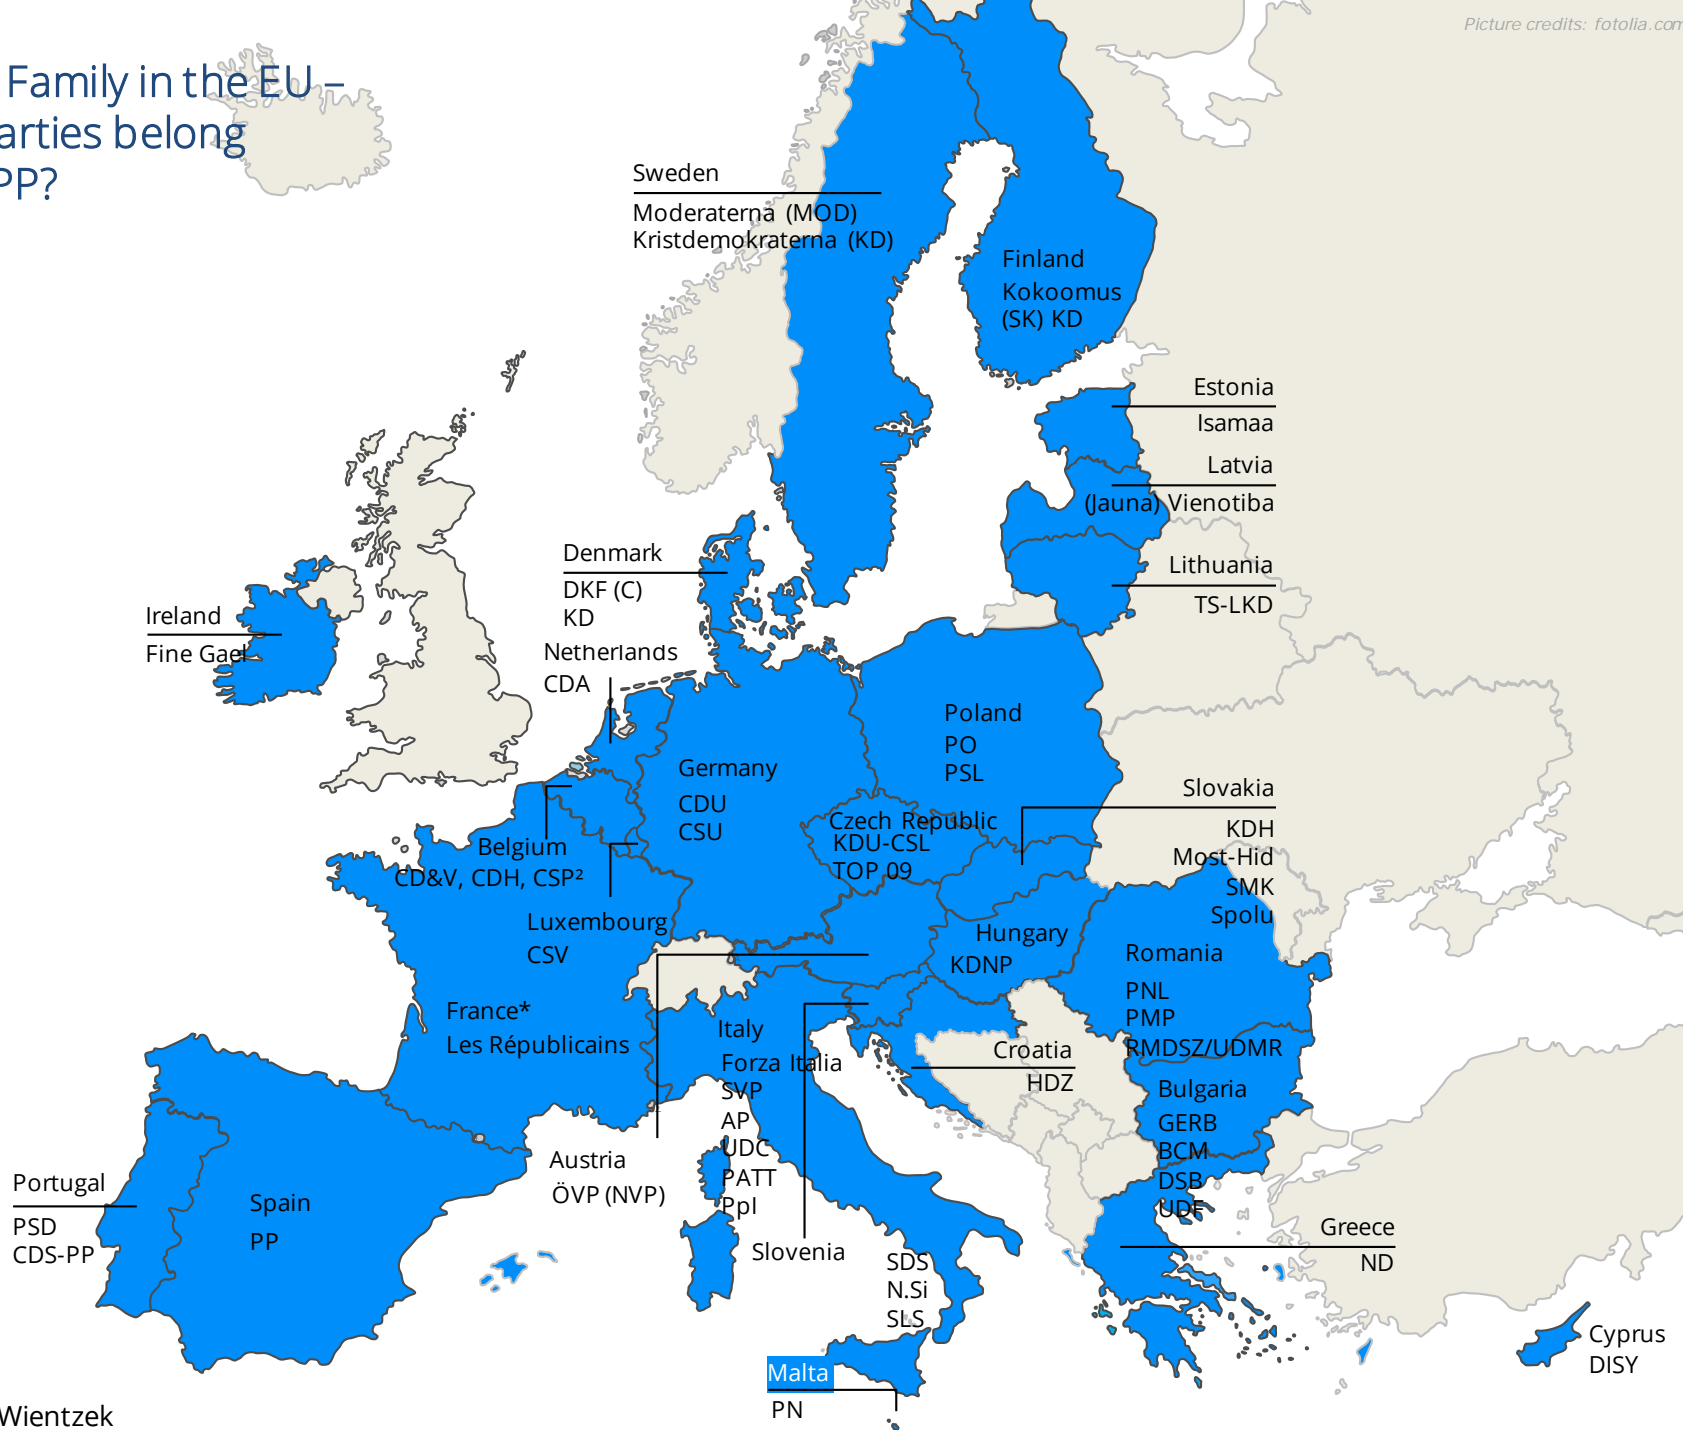 Picture credits: fotolia.com
Family in the EU –
arties belong
PP?
Sweden
Moderaterna (MOD)
Kristdemokraterna (KD)
Finland
Kokoomus
(SK) KD
Estonia
Isamaa
Latvia
(Jauna) Vienotiba
Lithuania
TS-LKD
Denmark
DKF (C)
KD
Ireland
Fine Gael
Netherlands
CDA
Poland
PO
PSL
Germany
CDU
CSU
Slovakia
KDH
Most-Hid
SMK
Spolu
Czech Republic
KDU-CSL
TOP 09
Belgium
CD&V, CDH, CSP²
Luxembourg
CSV
Hungary
KDNP
Romania
PNL
PMP
RMDSZ/UDMR
France*
Les Républicains
Italy
Forza Italia
SVP
AP
UDC
PATT
PpI
Croatia
HDZ
Bulgaria
GERB
BCM
DSB
UDF
Austria
ÖVP (NVP)
Portugal
PSD
CDS-PP
Spain
PP
Slovenia
SDS
N.Si
SLS
Greece
ND
Cyprus
DISY
Malta
PN
Wientzek